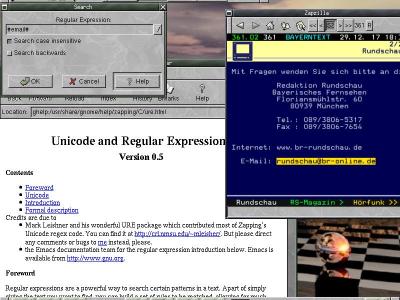 Search
Regular Expression:
#email#
Search case insensitive
Search backwards
OK
Cancel
Help
Back Forward History Bmarks Help
Location: ghelp:/usr/share/gnome/help/zapping/C/ure.html
Unicode and Regular Expression
Version 0.5
Contents
Foreword
Unicode
Introduction
Formal description
Credits are due to
Mark Leisher and his wonderful URE package which contributed most of Zapping's
Unicode regex code. You can find it at http://crl.nmsu.edu/~mleisher/. But please direct
any comments or bugs to me instead, please.
the Emacs documentation team for the regular expression introduction below. Emacs is
available from http://www.gnu.org.
Foreword
Regular expressions are a powerful way to search certain patterns in a text. A part of simply
Zapzilla
361
361.02 361 BAYERNTEXT 29.12. 17 18:
Rundschau
Mit Fragen wenden Sie sich bitte an di
Redaktion Rundschau
Bayerisches Fernsehen
Floriansmühlstr. 60
80939 München
Tel.: 089/3806-5317
Fax : 089/3806-7654
Internet: www.br-rundschau.de
E-Mail: rundschau@br-online.de
Rundschau RS-Magazin > Hörfunk >>